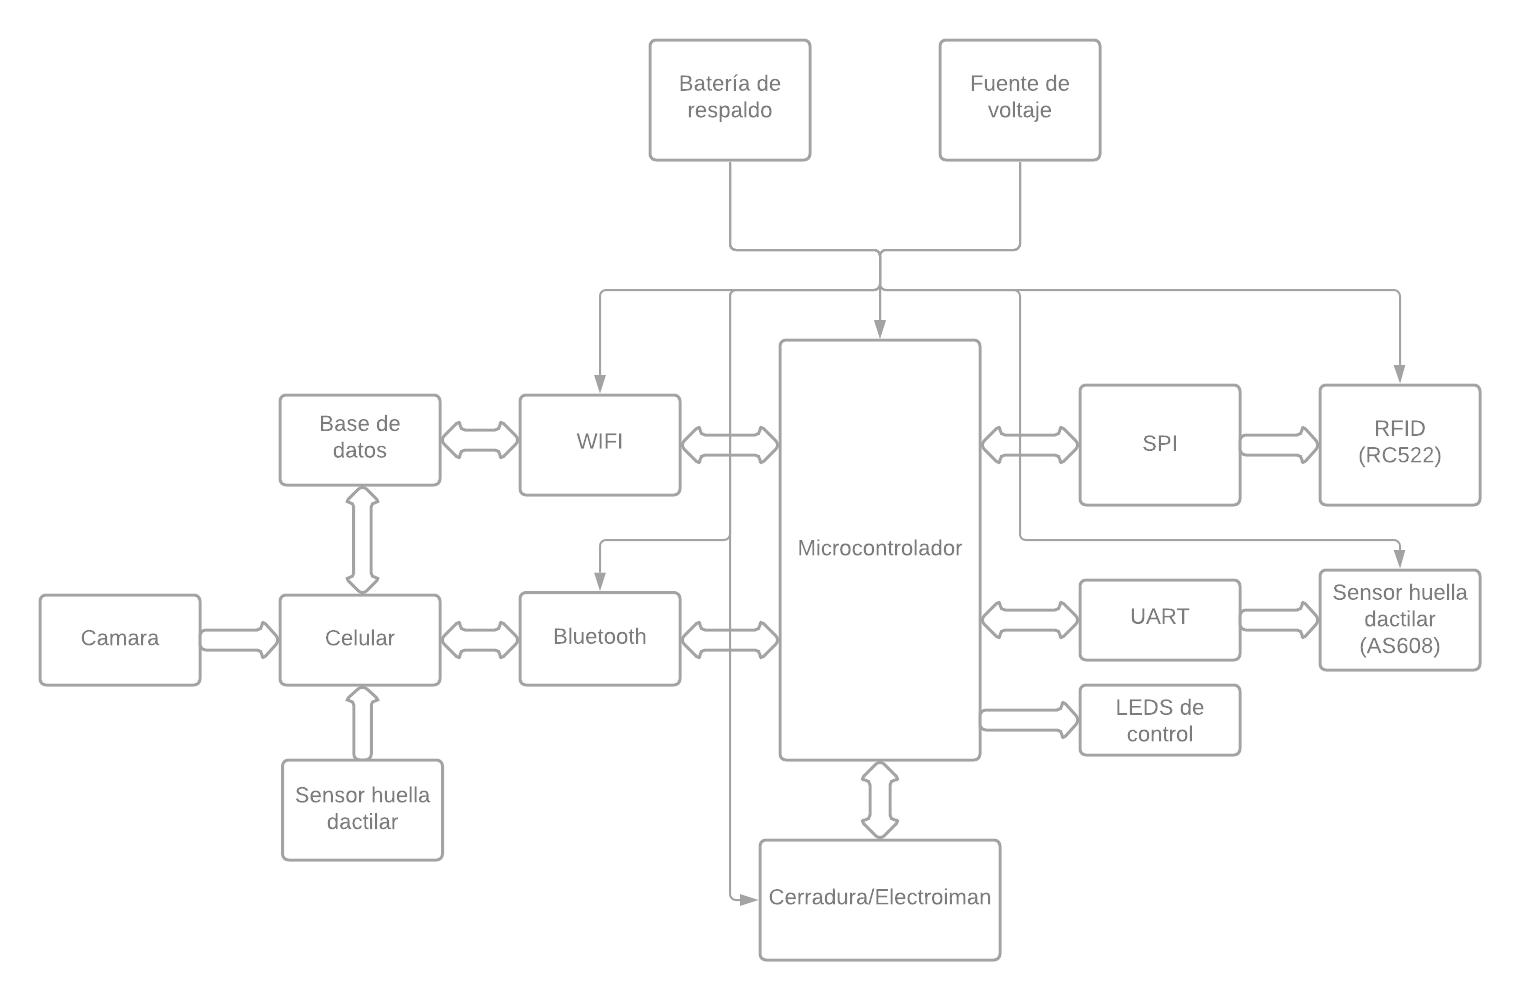 Batería de
respaldo
Fuente de
voltaje
Base de
datos
WIFI
SPI
RFID
(RC522)
Microcontrolador
Camara
Celular
Bluetooth
UART
Sensor huella
dactilar
(AS608)
LEDS de
control
Sensor huella
dactilar
Cerradura/Electroiman